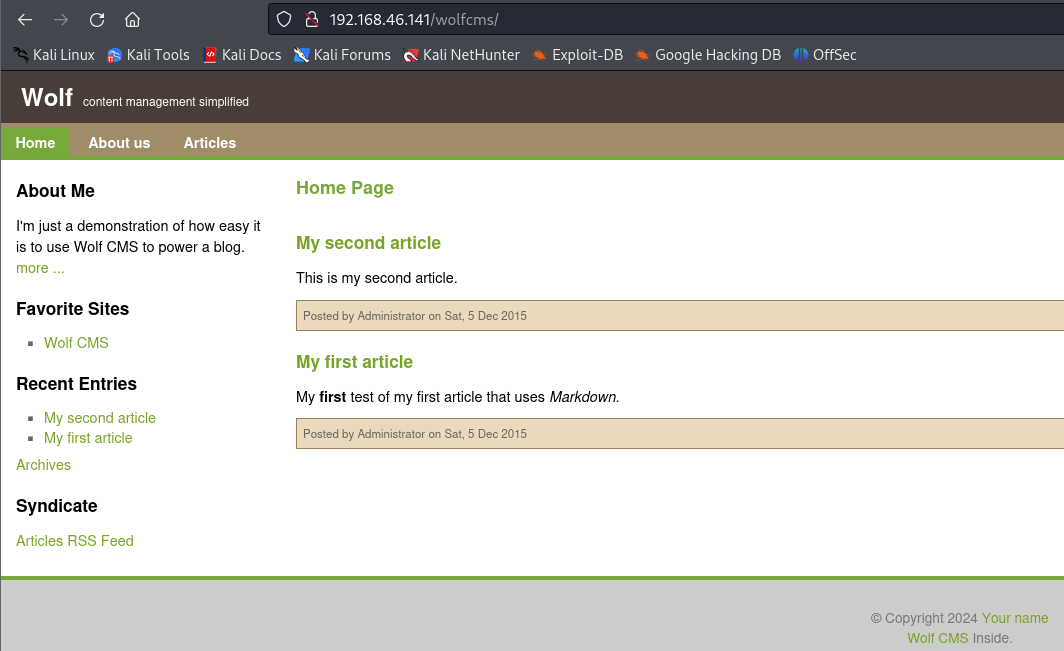 192.168.46.141/wolfcms/
Kali Linux Kali Tools Kali Docs Kali Forums Kali NetHunter Exploit-DB Google Hacking DB OffSec
Wolf content management simplified
Home About us Articles
About Me
I'm just a demonstration of how easy it
is to use Wolf CMS to power a blog.
more ...
Favorite Sites
Wolf CMS
Recent Entries
My second article
My first article
Archives
Syndicate
Articles RSS Feed
Home Page
My second article
This is my second article.
Posted by Administrator on Sat, 5 Dec 2015
My first article
My first test of my first article that uses Markdown.
Posted by Administrator on Sat, 5 Dec 2015
© Copyright 2024 Your name
Wolf CMS Inside.